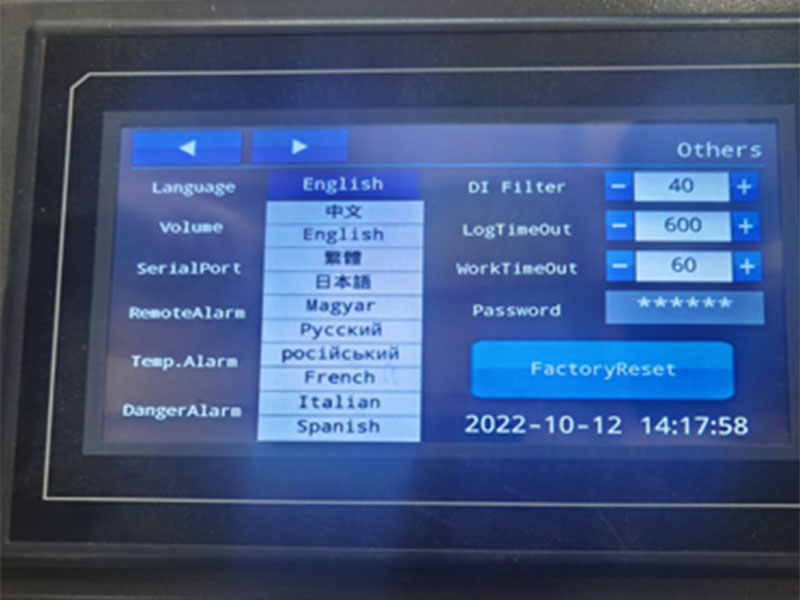 Others
Language
English
中文
English
繁體
日本語
Magyar
Русский
російський
French
Italian
Spanish
Volume
SerialPort
RemoteAlarm
Temp.Alarm
DangerAlarm
DI Filter
- 40 +
LogTimeOut
- 600 +
WorkTimeOut
- 60 +
Password
******
FactoryReset
2022-10-12 14:17:58